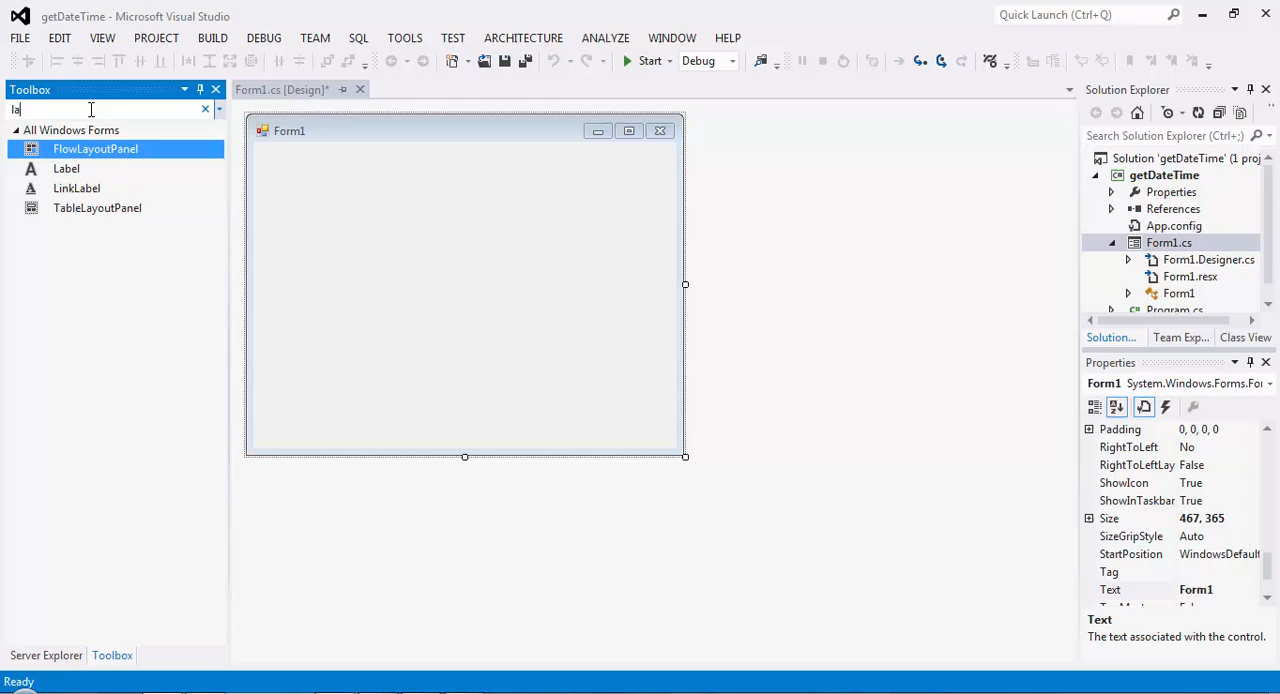 getDateTime - Microsoft Visual Studio
Quick Launch (Ctrl+Q)
FILE EDIT VIEW PROJECT BUILD DEBUG TEAM SQL TOOLS TEST ARCHITECTURE ANALYZE WINDOW HELP
Start Debug
Toolbox
la
All Windows Forms
FlowLayoutPanel
Label
LinkLabel
TableLayoutPanel
Server Explorer Toolbox
Form1.cs [Design]*
Form1
Solution Explorer
Search Solution Explorer (Ctrl+;)
Solution 'getDateTime' (1 proj
getDateTime
Properties
References
App.config
Form1.cs
Form1.Designer.cs
Form1.resx
Form1
Program.cs
Solution... Team Exp... Class View
Properties
Form1 System.Windows.Forms.For
Padding 0, 0, 0, 0
RightToLeft No
RightToLeftLay False
ShowIcon True
ShowInTaskbar True
Size 467, 365
SizeGripStyle Auto
StartPosition WindowsDefault
Tag
Text Form1
Text
The text associated with the control.
Ready